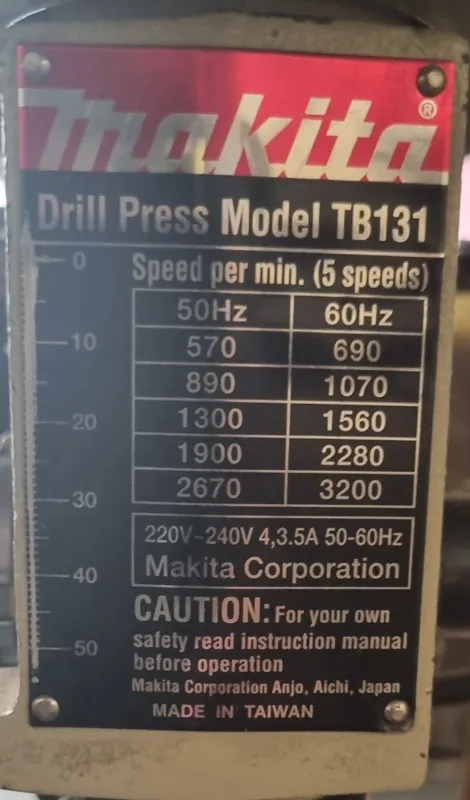 makita®
Drill Press Model TB131
Speed per min. (5 speeds)
50Hz 60Hz
570 690
890 1070
1300 1560
1900 2280
2670 3200
0
10
20
30
40
50
220V~240V 4,3.5A 50-60Hz
Makita Corporation
CAUTION: For your own
safety read instruction manual
before operation
Makita Corporation Anjo, Aichi, Japan
MADE IN TAIWAN